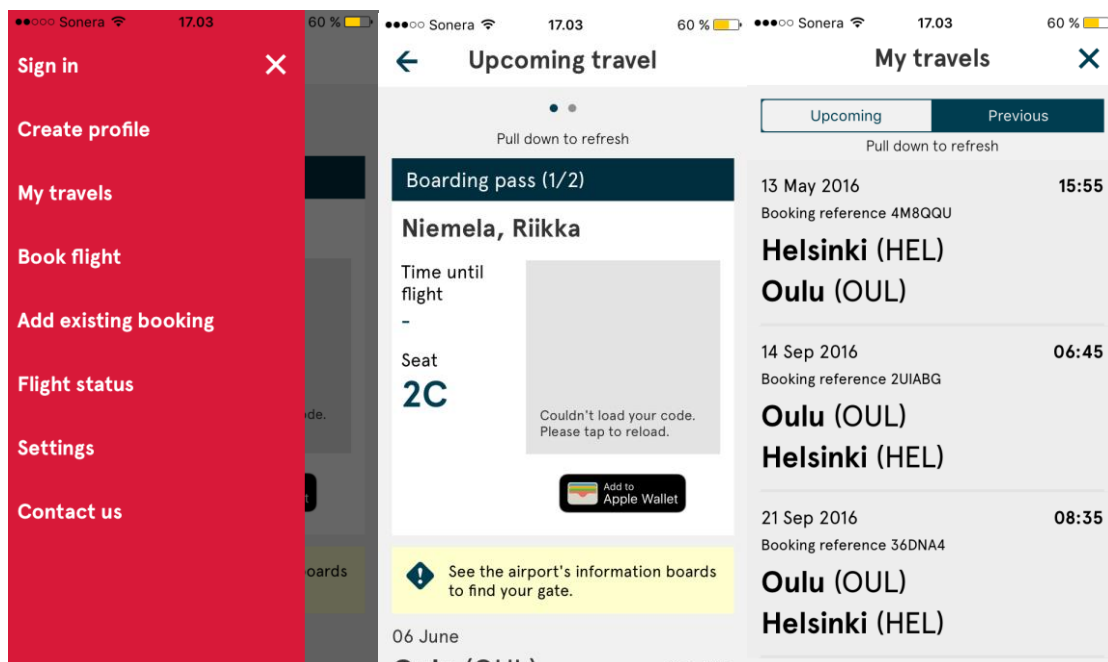 Sonera 17.03 60 %
Sign in
Create profile
My travels
Book flight
Add existing booking
Flight status
Settings
Contact us
de.
t
oards
Sonera 17.03 60 %
Upcoming travel
Pull down to refresh
Boarding pass (1/2)
Niemela, Riikka
Time until
flight
-
Seat
2C
Couldn't load your code.
Please tap to reload.
Add to
Apple Wallet
See the airport's information boards
to find your gate.
06 June
Oulu (OUL)
Sonera 17.03 60 %
My travels
Upcoming Previous
Pull down to refresh
13 May 2016 15:55
Booking reference 4M8QQU
Helsinki (HEL)
Oulu (OUL)
14 Sep 2016 06:45
Booking reference 2UIABG
Oulu (OUL)
Helsinki (HEL)
21 Sep 2016 08:35
Booking reference 36DNA4
Oulu (OUL)
Helsinki (HEL)